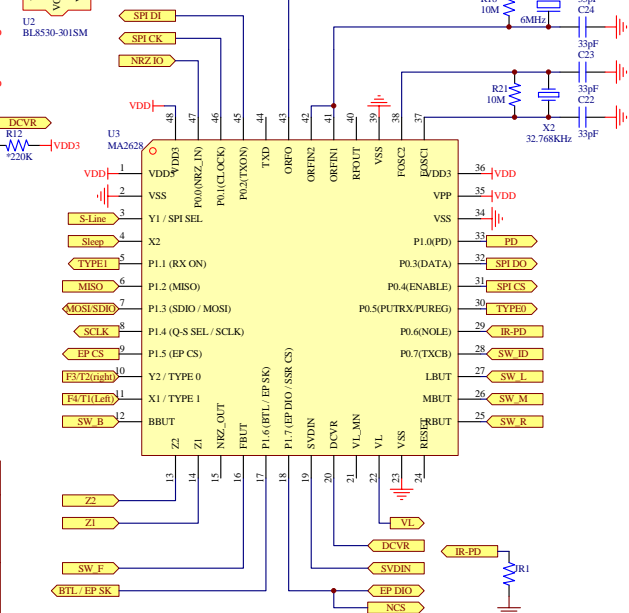 U2
BL8530-301SM
SPI DI
SPI CK
NRZ IO
VDD
10M
6MHz
C24
33pF
C23
33pF
R21
10M
C22
33pF
X2
32.768KHz
DCVR
R12
*220K
VDD3
U3
MA2628
48
47
46
45
44
43
42
41
40
39
38
37
VDD3
P0.0(NRZ_IN)
P0.1(CLOCK)
P0.2(TXON)
TXD
ORFO
ORFIN2
ORFIN1
RFOUT
VSS
FOSC2
FOSC1
VDD 1 VDD5
2 VSS
S-Line 3 Y1 / SPI SEL
Sleep 4 X2
TYPE1 5 P1.1 (RX ON)
MISO 6 P1.2 (MISO)
MOSI/SDIO 7 P1.3 (SDIO / MOSI)
SCLK 8 P1.4 (Q-S SEL / SCLK)
EP CS 9 P1.5 (EP CS)
F3/T2(right) 10 Y2 / TYPE 0
F4/T1(Left) 11 X1 / TYPE 1
SW_B 12 BBUT
VDD3 36 VDD
VPP 35 VDD
VSS 34
P1.0(PD) 33 PD
P0.3(DATA) 32 SPI DO
P0.4(ENABLE) 31 SPI CS
P0.5(PUTRX/PUREG) 30 TYPE0
P0.6(NOLE) 29 IR-PD
P0.7(TXCB) 28 SW_ID
LBUT 27 SW_L
MBUT 26 SW_M
RBUT 25 SW_R
Z2
Z1
NRZ_OUT
FBUT
P1.6 (BTL / EP SK)
P1.7 (EP DIO / SSR CS)
SVDIN
DCVR
VL_MN
VL
VSS
RESET
13
14
15
16
17
18
19
20
21
22
23
24
Z2
Z1
VL
DCVR
SW_F
SVDIN
BTL / EP SK
EP DIO
NCS
IR-PD
R1